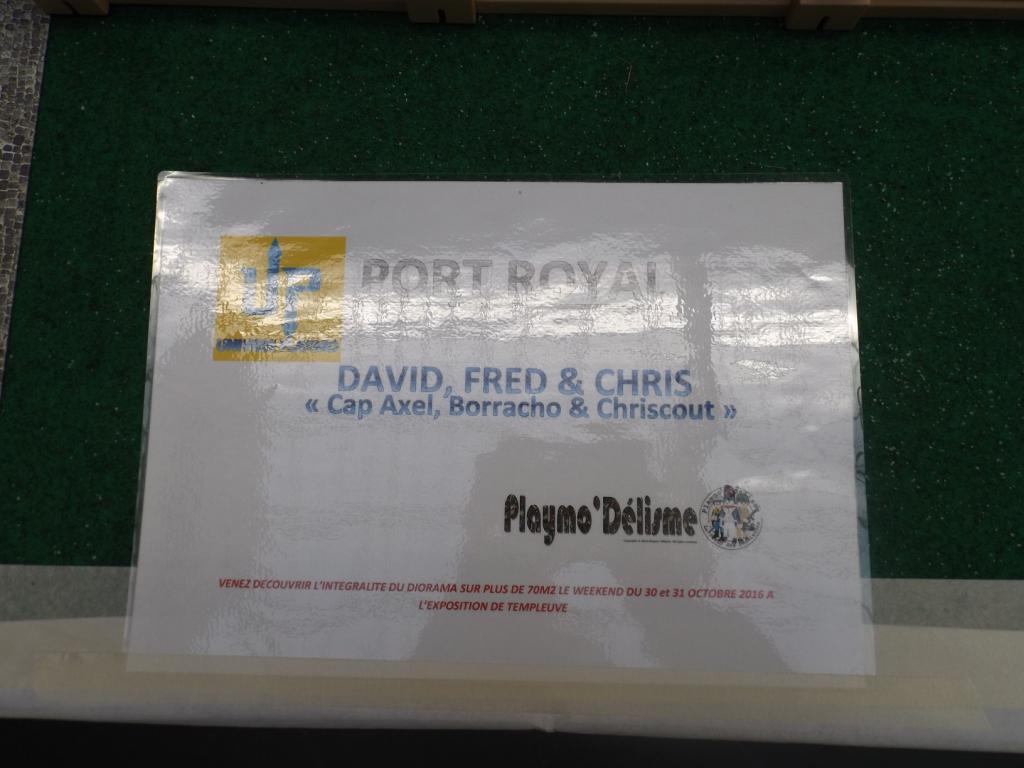 UP
PORT ROYAL
DAVID, FRED & CHRIS
« Cap Axel, Borracho & Chriscout »
Playmo'Délisme
VENEZ DECOUVRIR L'INTEGRALITE DU DIORAMA SUR PLUS DE 70M2 LE WEEKEND DU 30 et 31 OCTOBRE 2016 A
L'EXPOSITION DE TEMPLEUVE